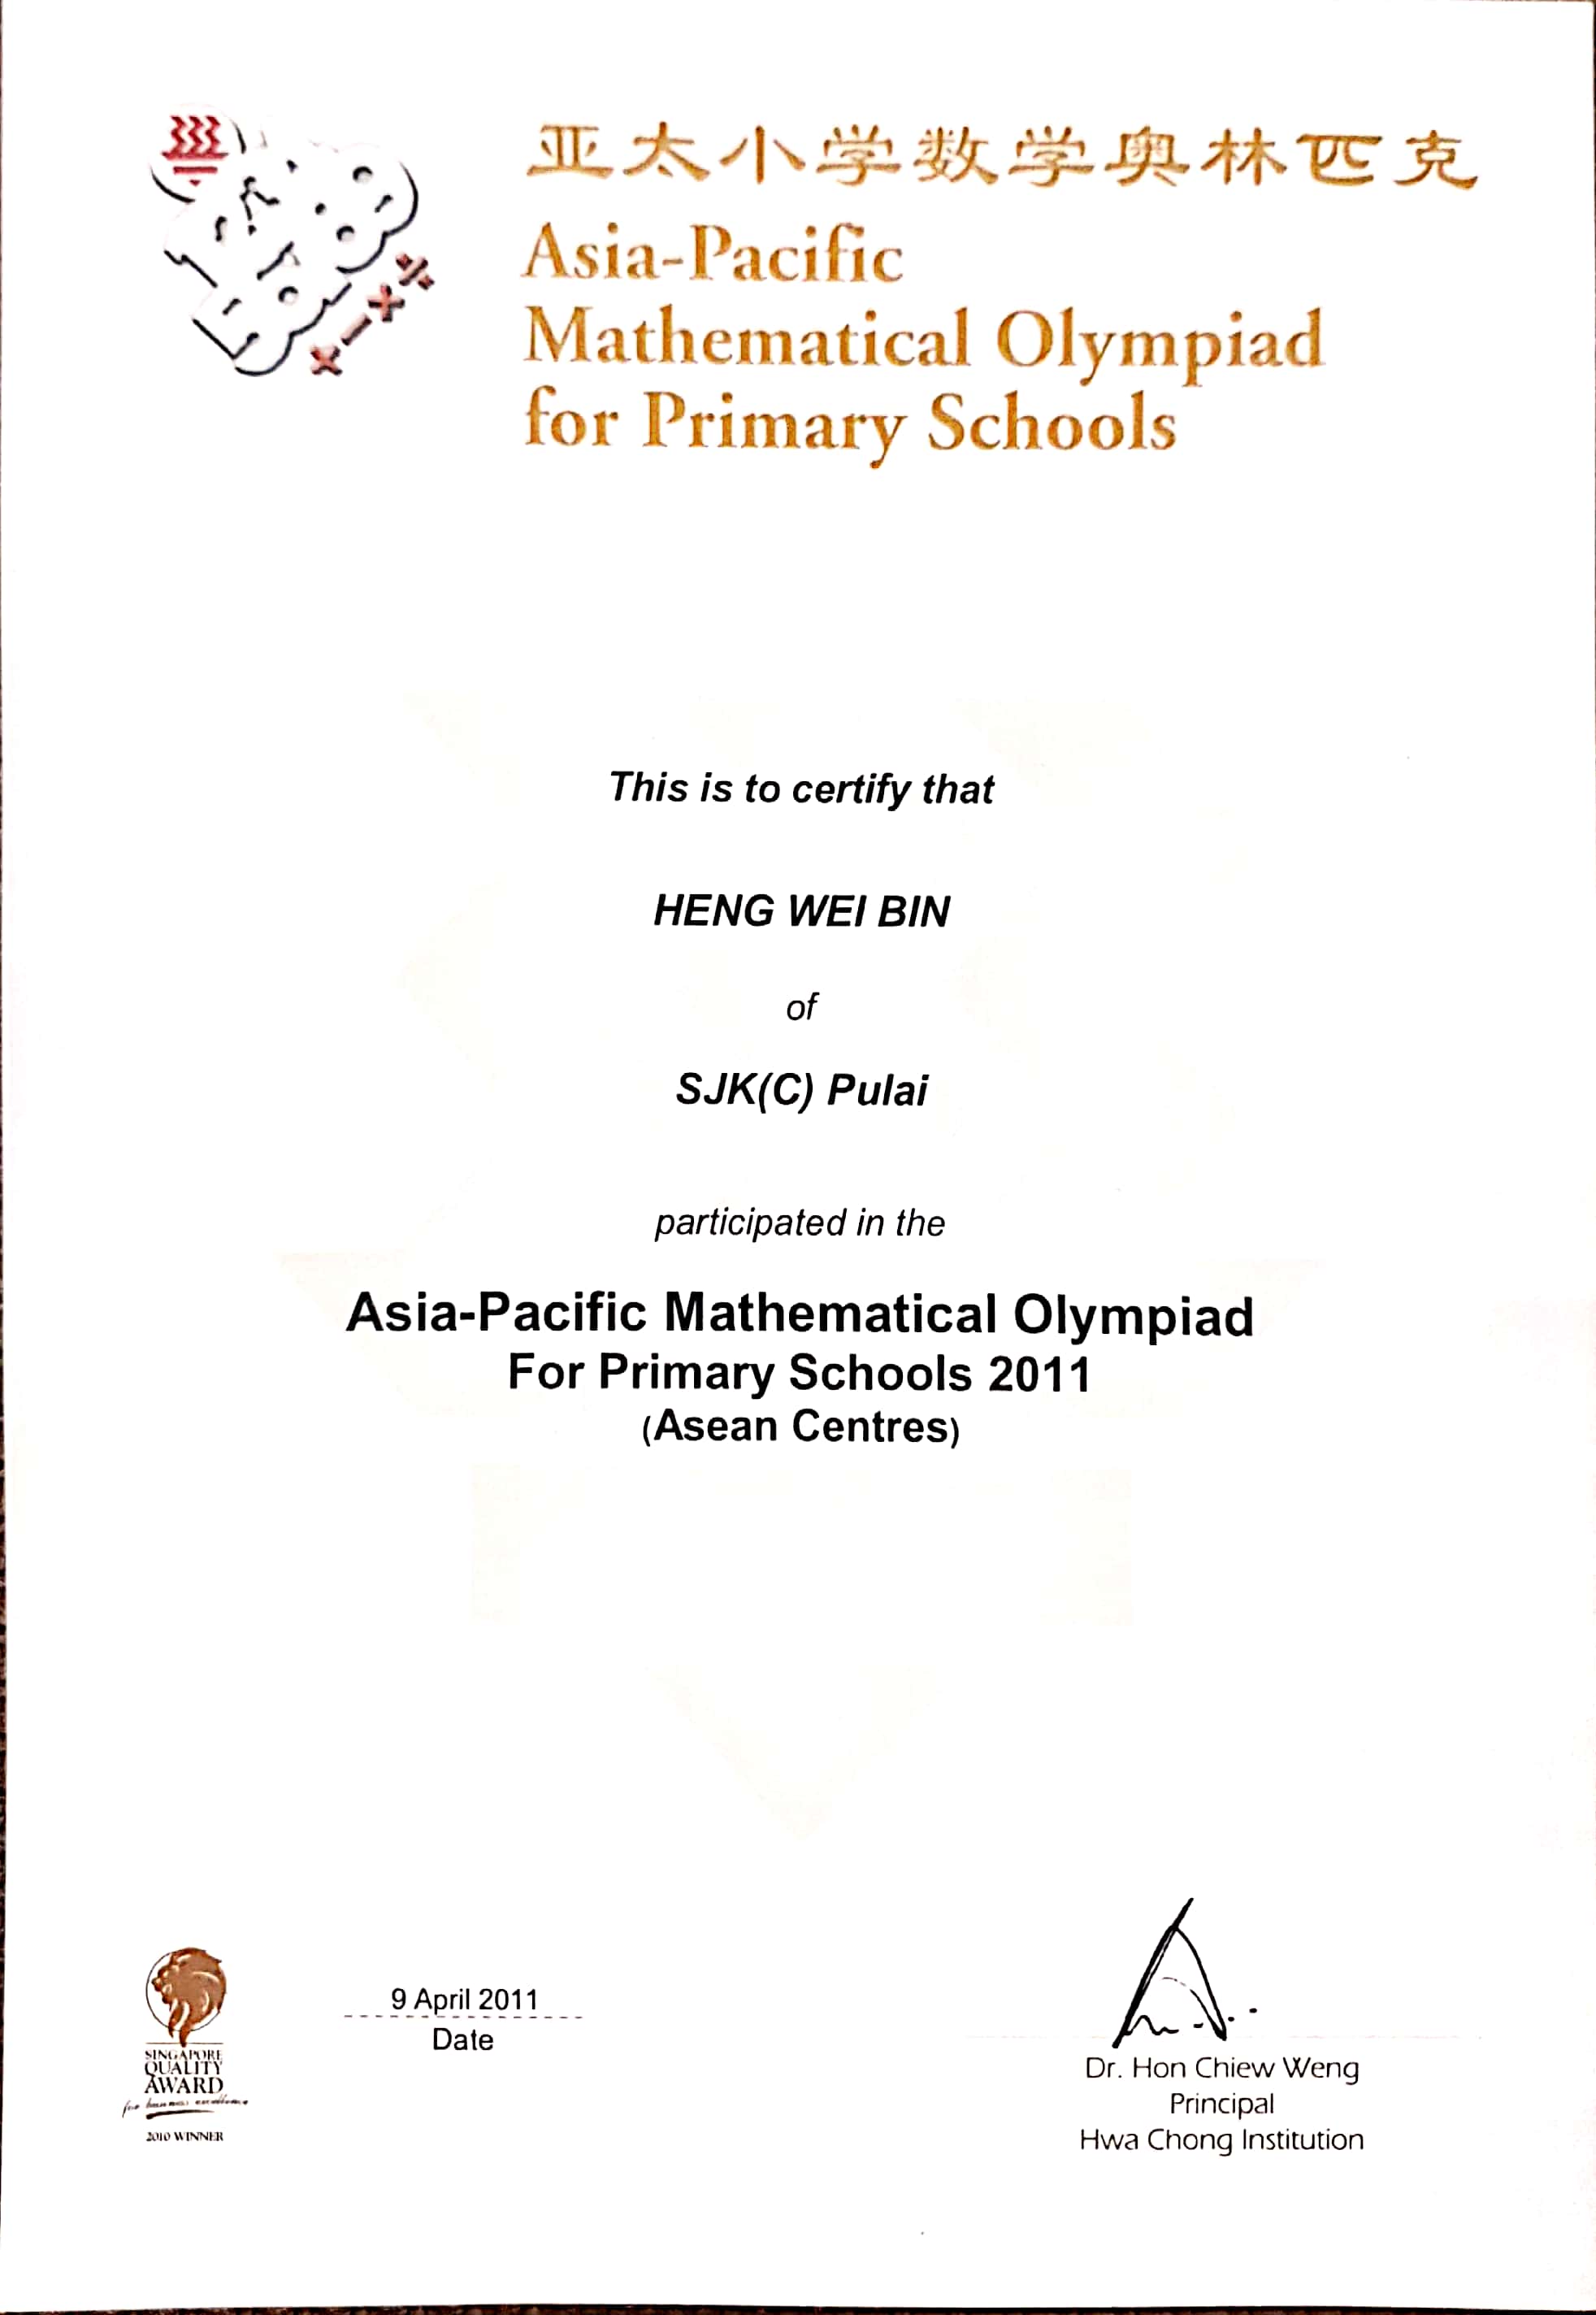 亚太小学数学奥林匹克
Asia-Pacific
Mathematical Olympiad
for Primary Schools
This is to certify that
HENG WEI BIN
of
SJK(C) Pulai
participated in the
Asia-Pacific Mathematical Olympiad
For Primary Schools 2011
(Asean Centres)
9 April 2011
Date
SINGAPORE
QUALITY
AWARD
for business excellence
2010 WINNER
Dr. Hon Chiew Weng
Principal
Hwa Chong Institution